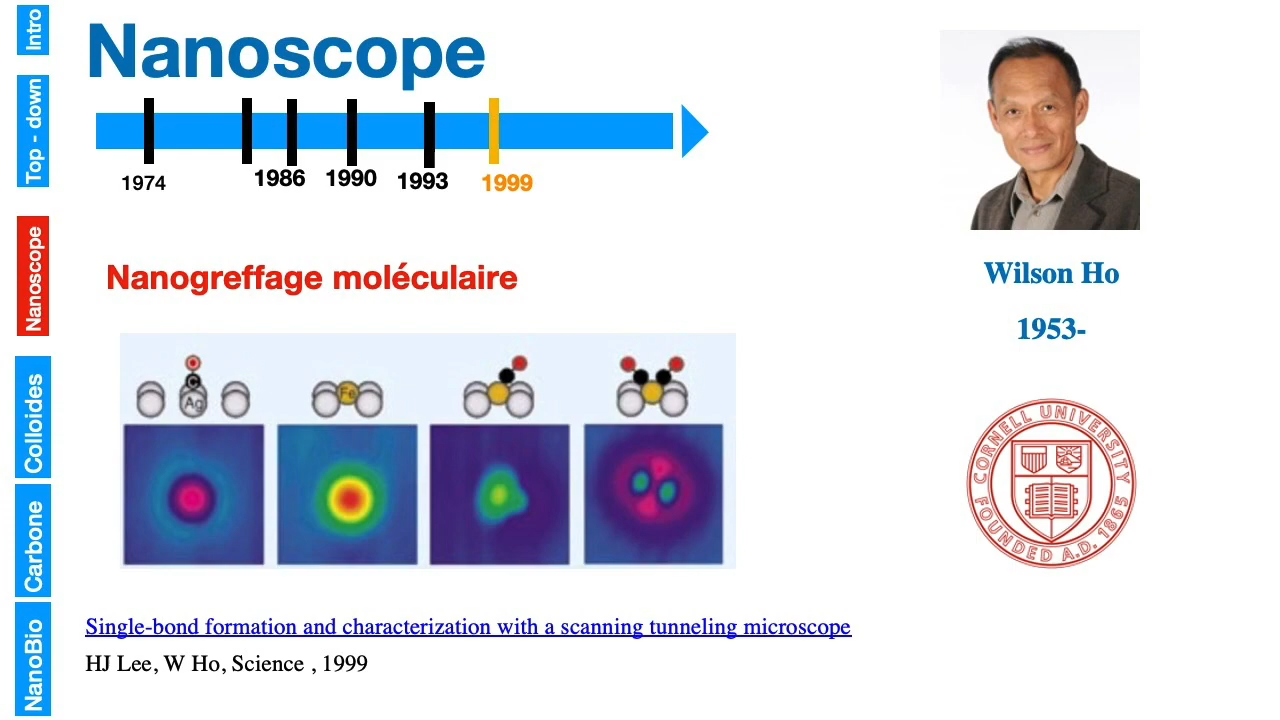 Intro
Top - down
Nanoscope
Colloides
Carbone
NanoBio
Nanoscope
1974
1986
1990
1993
1999
Nanogreffage moléculaire
C
Ag
Fe
Single-bond formation and characterization with a scanning tunneling microscope
HJ Lee, W Ho, Science , 1999
Wilson Ho
1953-
CORNELL UNIVERSITY
FOUNDED A.D. 1865